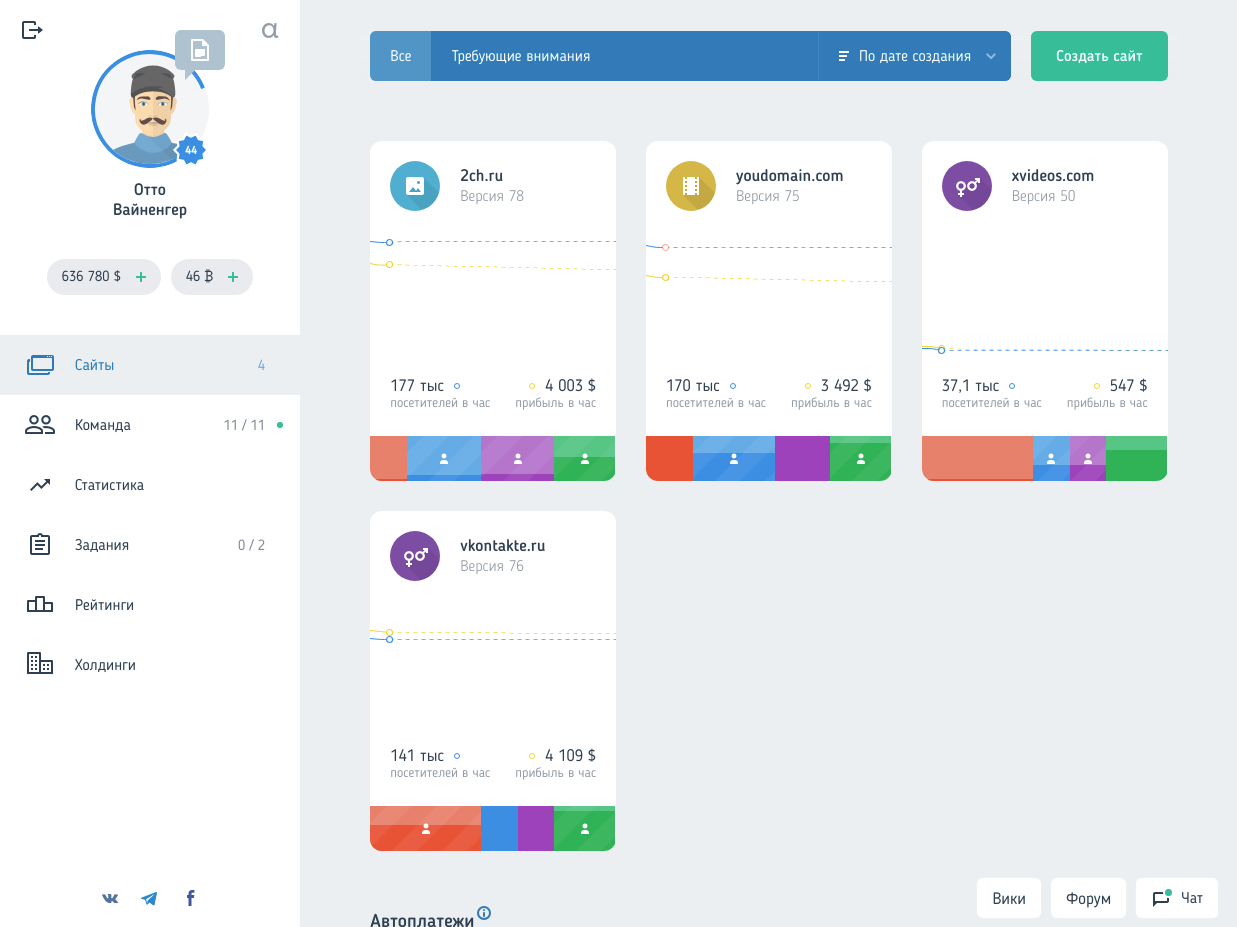 α
44
Отто
Вайненгер
636 780 $ +
46 ₿ +
Сайты 4
Команда 11 / 11
Статистика
Задания 0 / 2
Рейтинги
Холдинги
Все Требующие внимания По дате создания Создать сайт
2ch.ru
Версия 78
177 тыс 4 003 $
посетителей в час прибыль в час
youdomain.com
Версия 75
170 тыс 3 492 $
посетителей в час прибыль в час
xvideos.com
Версия 50
37,1 тыс 547 $
посетителей в час прибыль в час
vkontakte.ru
Версия 76
141 тыс 4 109 $
посетителей в час прибыль в час
Автоплатежи
Вики Форум Чат